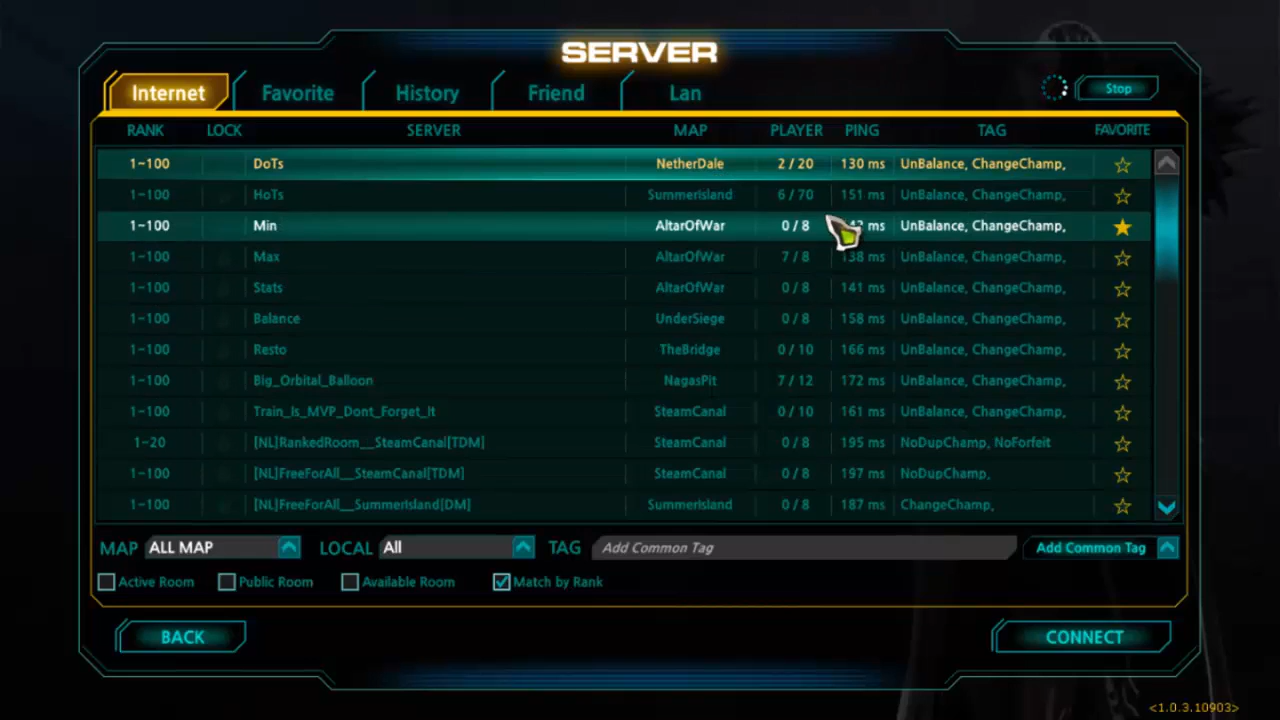 SERVER
Internet Favorite History Friend Lan Stop
RANK LOCK SERVER MAP PLAYER PING TAG FAVORITE
1-100 DoTs NetherDale 2 / 20 130 ms UnBalance, ChangeChamp,
1-100 HoTs SummerIsland 6 / 70 151 ms UnBalance, ChangeChamp,
1-100 Min AltarOfWar 0 / 8 ms UnBalance, ChangeChamp,
1-100 Max AltarOfWar 7 / 8 138 ms UnBalance, ChangeChamp,
1-100 Stats AltarOfWar 0 / 8 141 ms UnBalance, ChangeChamp,
1-100 Balance UnderSiege 0 / 8 158 ms UnBalance, ChangeChamp,
1-100 Resto TheBridge 0 / 10 166 ms UnBalance, ChangeChamp,
1-100 Big_Orbital_Balloon NagasPit 7 / 12 172 ms UnBalance, ChangeChamp,
1-100 Train_Is_MVP_Dont_Forget_It SteamCanal 0 / 10 161 ms UnBalance, ChangeChamp,
1-20 [NL]RankedRoom__SteamCanal[TDM] SteamCanal 0 / 8 195 ms NoDupChamp, NoForfeit
1-100 [NL]FreeForAll__SteamCanal[TDM] SteamCanal 0 / 8 197 ms NoDupChamp,
1-100 [NL]FreeForAll__SummerIsland[DM] SummerIsland 0 / 8 187 ms ChangeChamp,
MAP ALL MAP LOCAL All TAG Add Common Tag Add Common Tag
Active Room Public Room Available Room Match by Rank
BACK CONNECT
<1.0.3.10903>